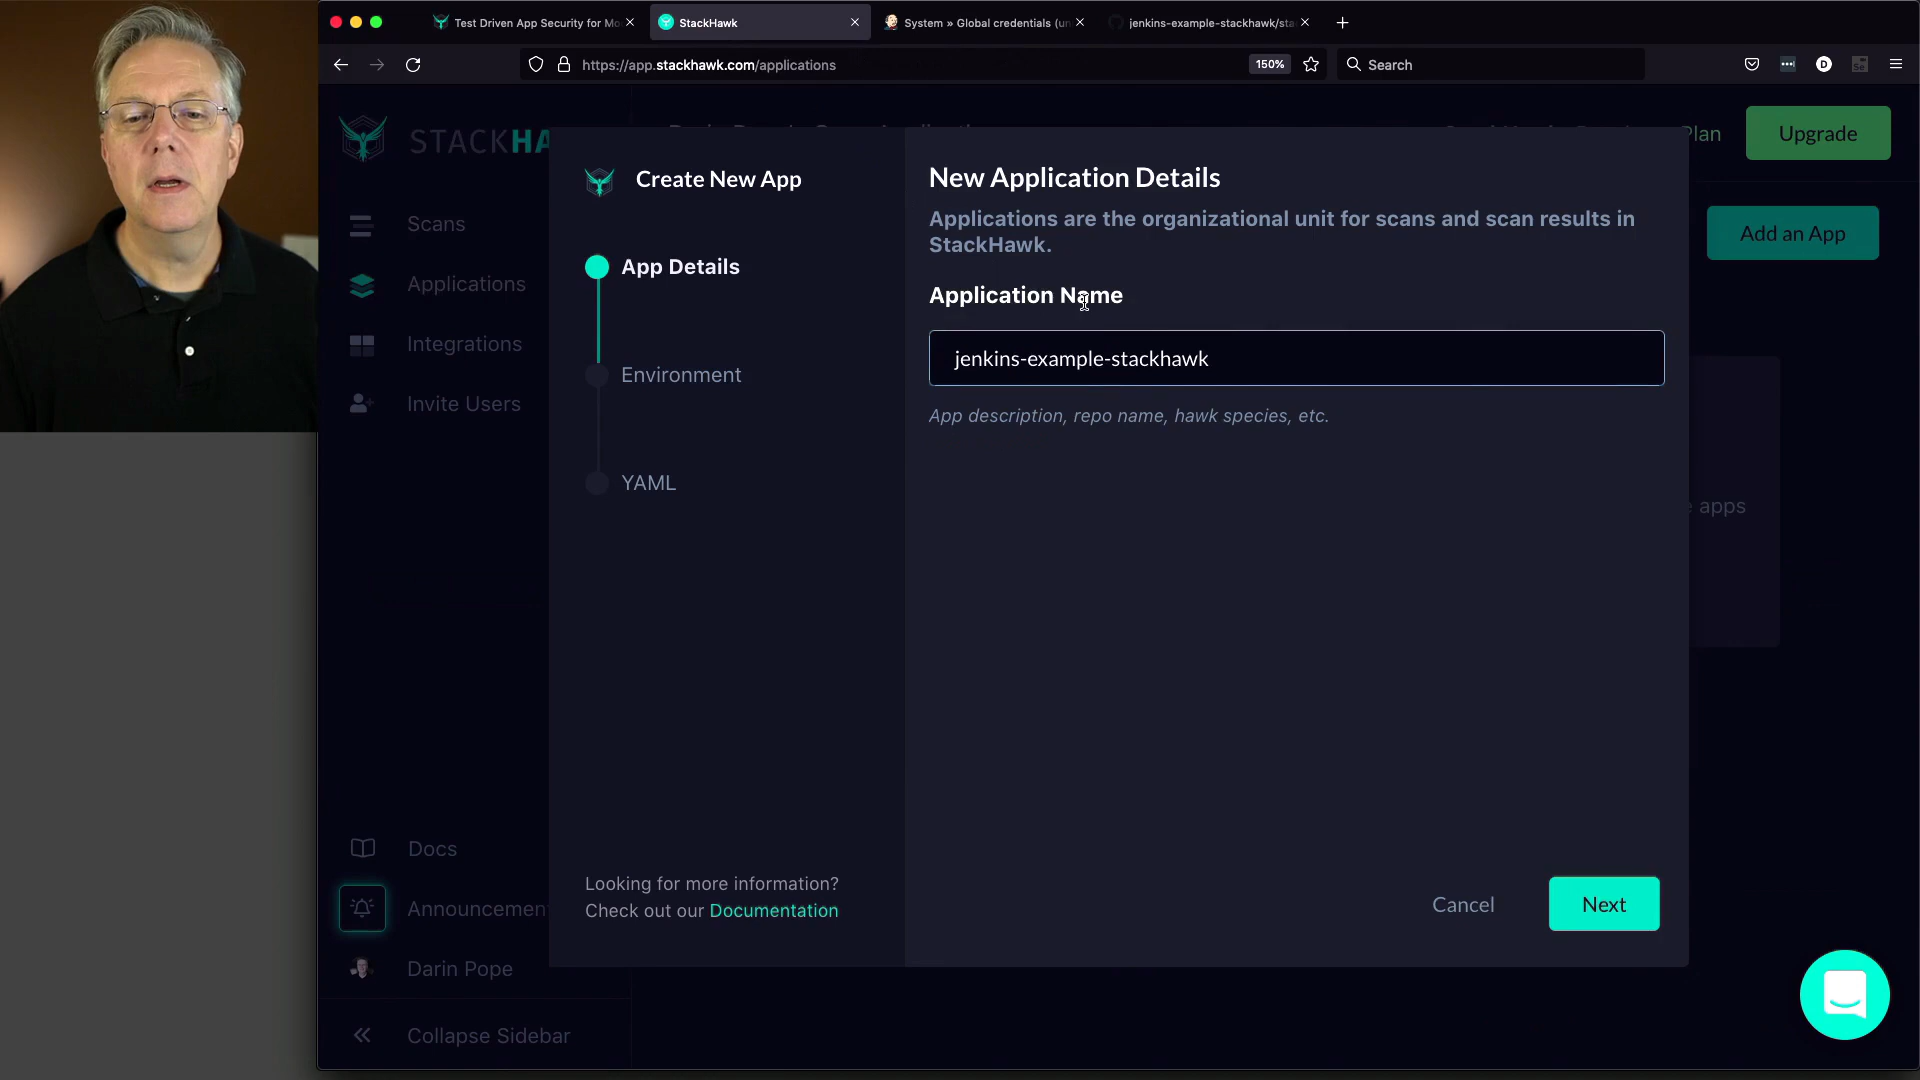 Test Driven App Security for Mo
StackHawk
System » Global credentials (un
jenkins-example-stackhawk/sta
https://app.stackhawk.com/applications
150%
Search
STACKHA
Plan
Upgrade
Create New App
New Application Details
Applications are the organizational unit for scans and scan results in
StackHawk.
Scans
Add an App
App Details
Applications
Application Name
Integrations
jenkins-example-stackhawk
Environment
Invite Users
App description, repo name, hawk species, etc.
YAML
e apps
Docs
Looking for more information?
Check out our Documentation
Announcement
Cancel
Next
Darin Pope
Collapse Sidebar